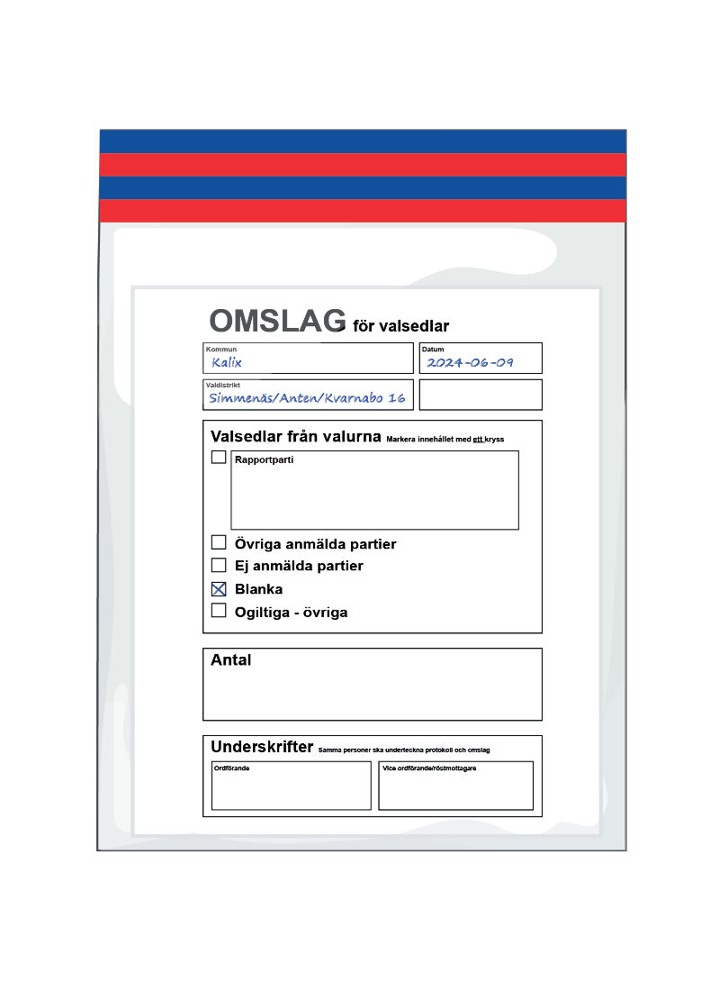 OMSLAG för valsedlar
Kommun
Kalix
Datum
2024-06-09
Valdistrikt
Simmenäs/Anten/Kvarnabo 16
Valsedlar från valurna Markera innehållet med ett kryss
Rapportparti
Övriga anmälda partier
Ej anmälda partier
Blanka
Ogiltiga - övriga
Antal
Underskrifter Samma personer ska underteckna protokoll och omslag
Ordförande
Vice ordförande/röstmottagare